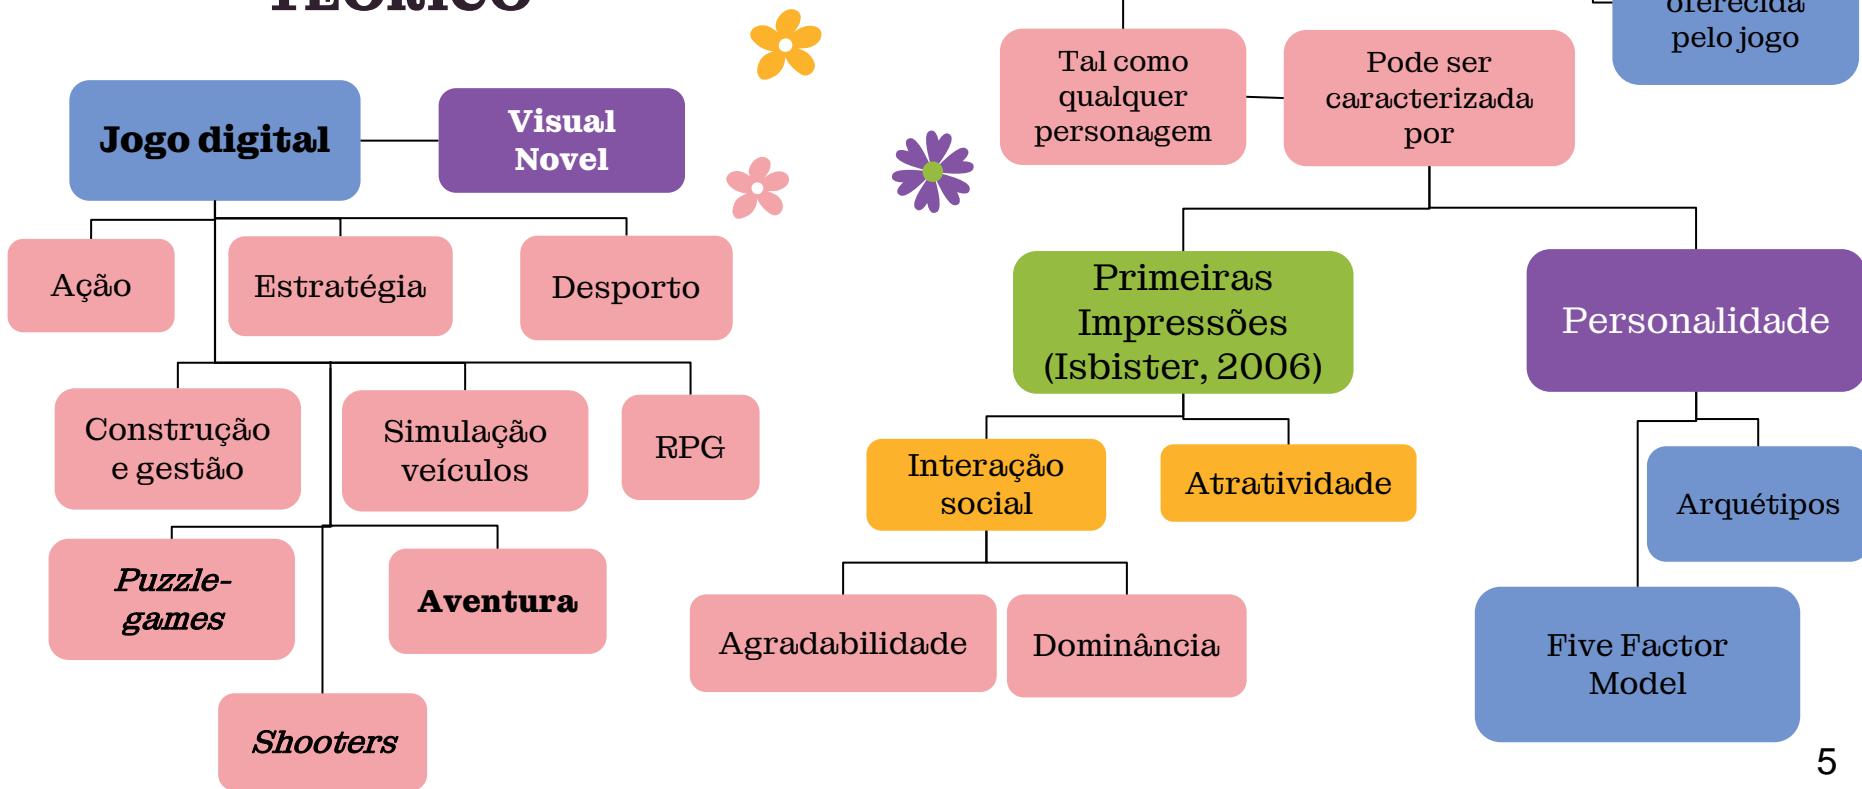 TEÓRICO
oferecida
pelo jogo
Tal como
qualquer
personagem
Pode ser
caracterizada
por
Jogo digital
Visual
Novel
Ação
Estratégia
Desporto
Primeiras
Impressões
(Isbister, 2006)
Personalidade
Construção
e gestão
Simulação
veículos
RPG
Interação
social
Atratividade
Arquétipos
Puzzle-
games
Aventura
Agradabilidade
Dominância
Five Factor
Model
Shooters
5